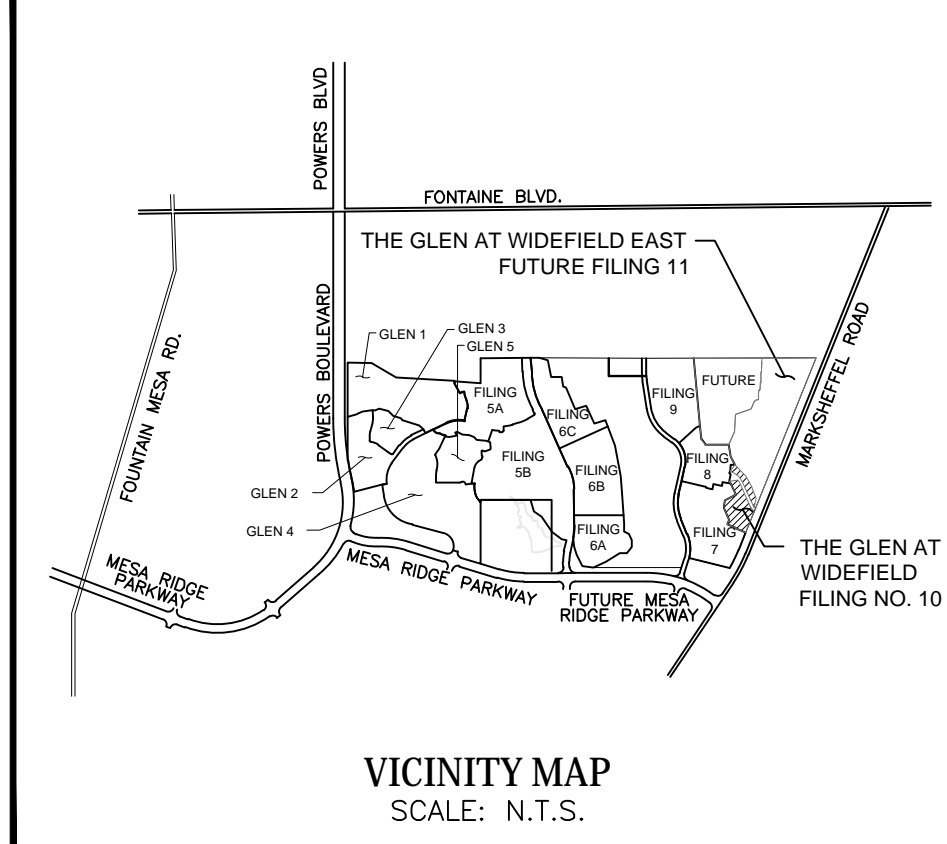 POWERS BLVD
FONTAINE BLVD.
THE GLEN AT WIDEFIELD EAST
FUTURE FILING 11
FOUNTAIN MESA RD.
POWERS BOULEVARD
MARKSHEFFEL ROAD
GLEN 1
GLEN 3
GLEN 5
FILING
5A
FILING
6C
FILING
9
FUTURE
GLEN 2
FILING
5B
FILING
6B
FILING
8
GLEN 4
FILING
6A
FILING
7
MESA RIDGE
PARKWAY
MESA RIDGE PARKWAY
FUTURE MESA
RIDGE PARKWAY
THE GLEN AT
WIDEFIELD
FILING NO. 10
VICINITY MAP
SCALE: N.T.S.